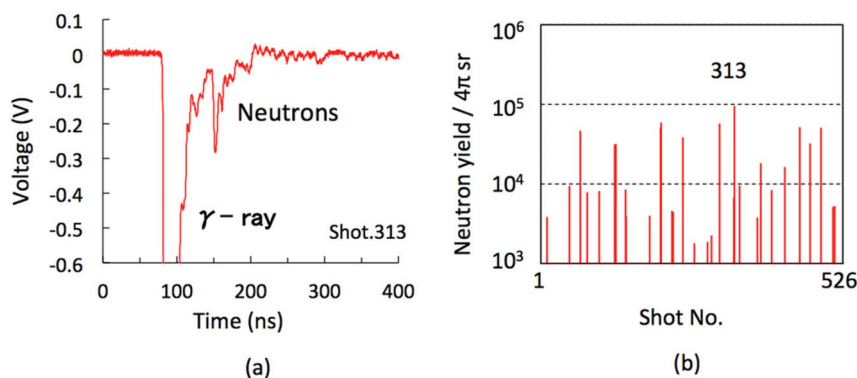 0.1
0
-0.1
-0.2
-0.3
-0.4
-0.5
-0.6
Voltage (V)
Neutrons
γ – ray
Shot.313
0 100 200 300 400
Time (ns)
(a)
10⁶
10⁵
10⁴
10³
Neutron yield / 4π sr
313
1 526
Shot No.
(b)